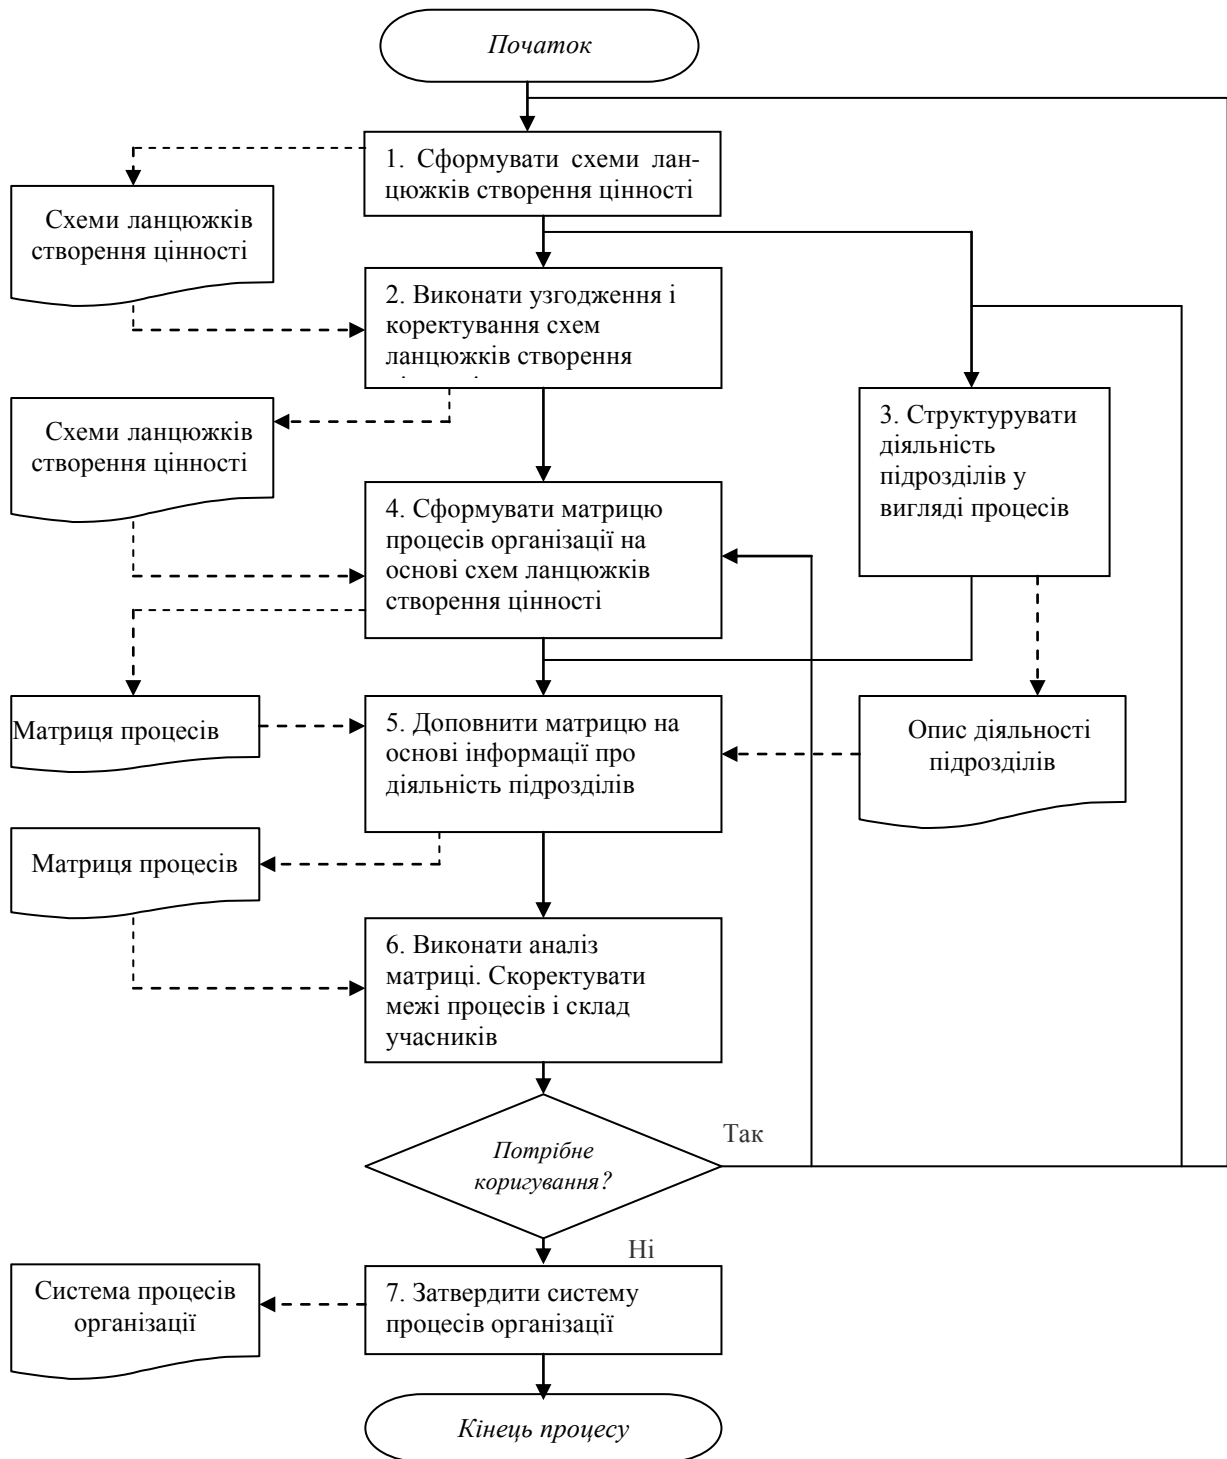 Початок
1. Сформувати схеми лан-
цюжків створення цінності
Схеми ланцюжків
створення цінності
2. Виконати узгодження і
коректування схем
ланцюжків створення
Схеми ланцюжків
створення цінності
3. Структурувати
діяльність
підрозділів у
вигляді процесів
4. Сформувати матрицю
процесів організації на
основі схем ланцюжків
створення цінності
Матриця процесів
5. Доповнити матрицю на
основі інформації про
діяльність підрозділів
Опис діяльності
підрозділів
Матриця процесів
6. Виконати аналіз
матриці. Скоректувати
межі процесів і склад
учасників
Потрібне
коригування?
Так
Ні
Система процесів
організації
7. Затвердити систему
процесів організації
Кінець процесу